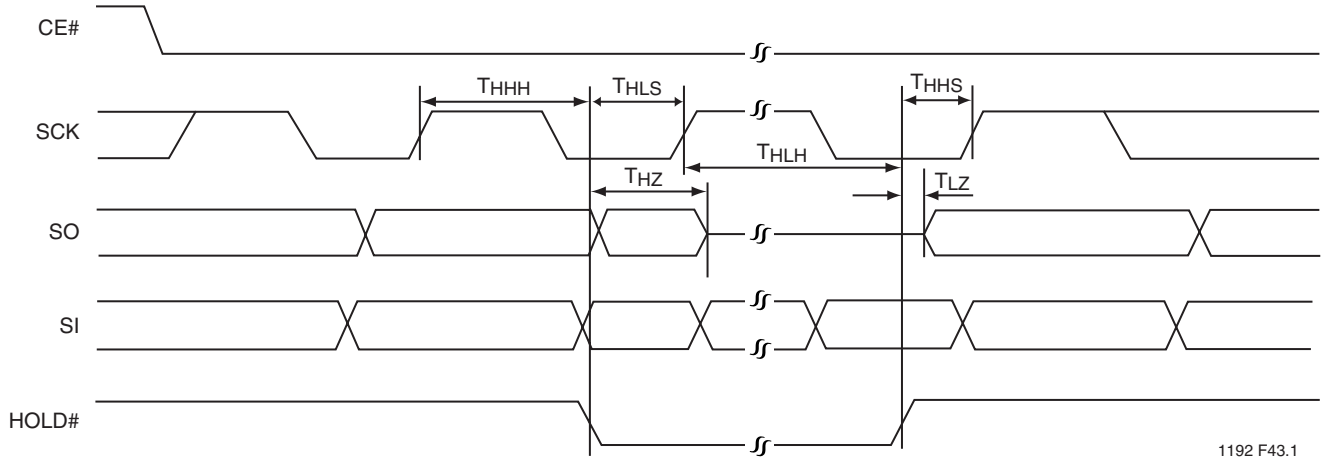 CE#
THHH
THLS
THHS
SCK
THLH
THZ
TLZ
SO
SI
HOLD#
1192 F43.1